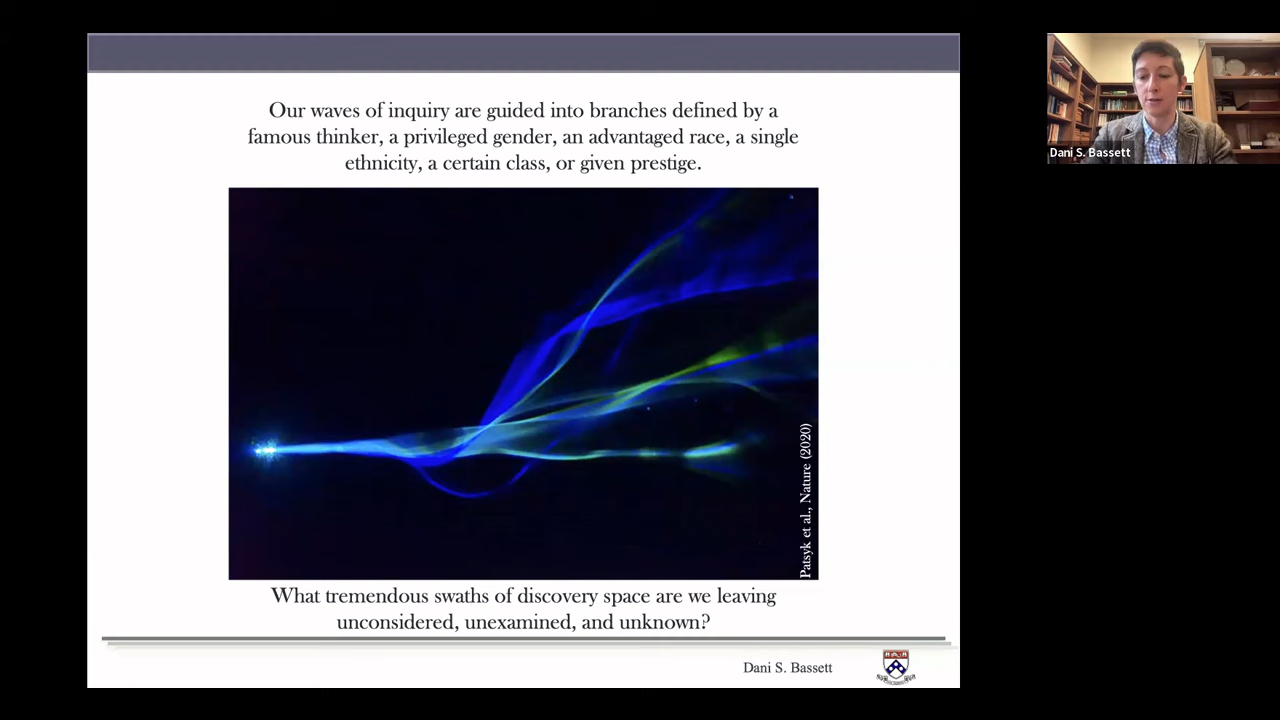 Our waves of inquiry are guided into branches defined by a
famous thinker, a privileged gender, an advantaged race, a single
ethnicity, a certain class, or given prestige.
Patsyk et al., Nature (2020)
What tremendous swaths of discovery space are we leaving
unconsidered, unexamined, and unknown?
Dani S. Bassett
Dani S. Bassett